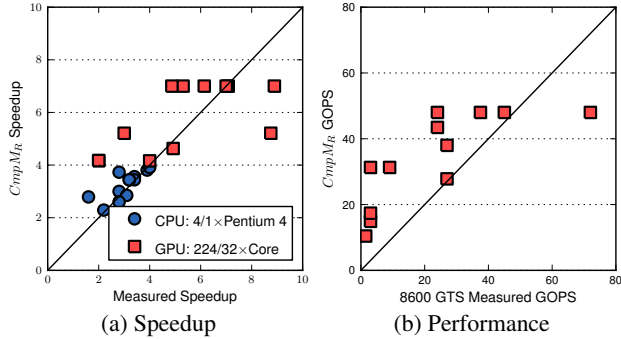 10
8
6
4
2
0
0 2 4 6 8 10
CmpM_R Speedup
Measured Speedup
CPU: 4/1×Pentium 4
GPU: 224/32×Core
(a) Speedup
80
60
40
20
0
0 20 40 60 80
CmpM_R GOPS
8600 GTS Measured GOPS
(b) Performance